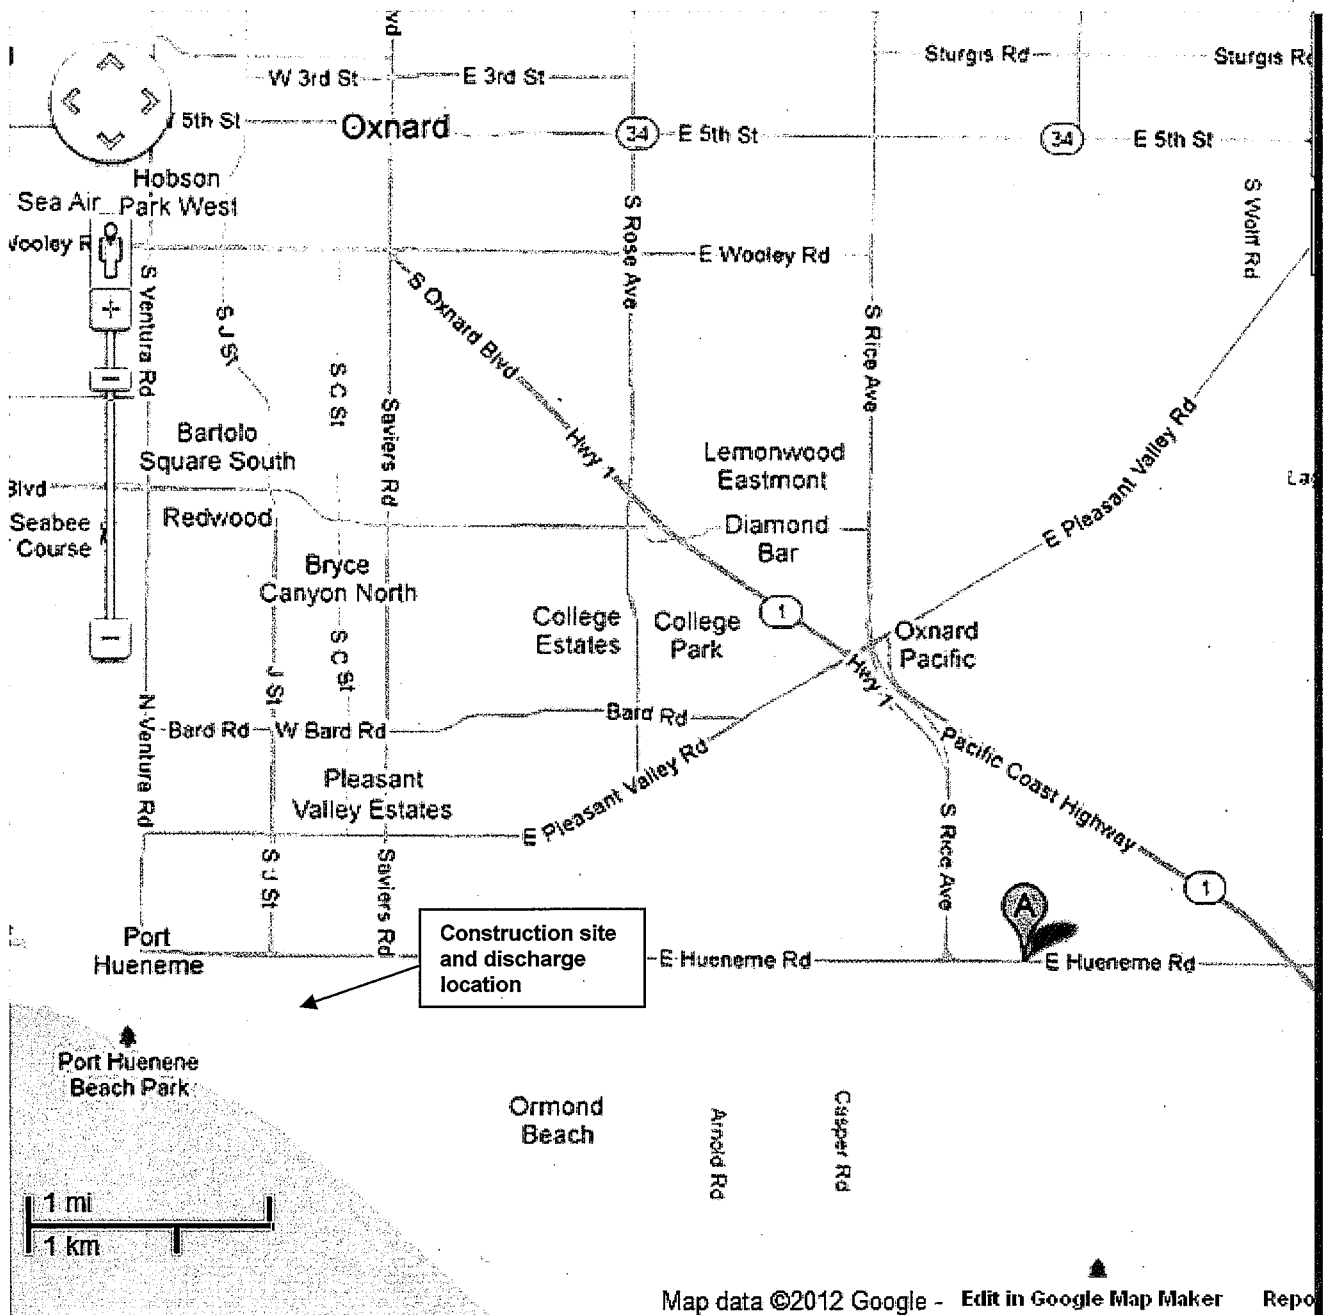 vd
Sturgis Rd
Sturgis R
W 3rd St
E 3rd St
5th St
Oxnard
34
E 5th St
34
E 5th St
Hobson
Park West
Sea Air
S Wolff Rd
S Rose Ave
Wooley R
E Wooley Rd
S Ventura Rd
S Oxnard Blvd
S J St
S Rice Ave
S C St
Saviers Rd
Hwy 1
E Pleasant Valley Rd
Bartolo
Square South
Lemonwood
Eastmont
Blvd
Redwood
Seabee
Course
Diamond
Bar
Bryce
Canyon North
College
Estates
College
Park
1
Oxnard
Pacific
S C St
J St
Hwy 1
N Ventura Rd
Bard Rd
W Bard Rd
Bard Rd
Pleasant
Valley Estates
E Pleasant Valley Rd
Pacific Coast Highway
S J St
Saviers Rd
S Rice Ave
1
A
Port
Hueneme
Construction site
and discharge
location
E Hueneme Rd
E Hueneme Rd
Port Huenene
Beach Park
Ormond
Beach
Arnold Rd
Casper Rd
1 mi
1 km
Map data ©2012 Google - Edit in Google Map Maker Repo